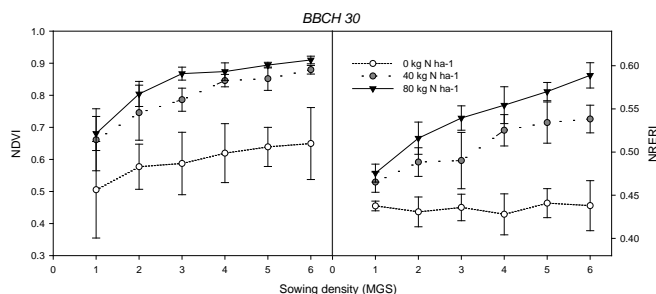 BBCH 30
1.0
0.9
0.8
0.7
0.6
0.5
0.4
0.3
NDVI
0 kg N ha-1
40 kg N ha-1
80 kg N ha-1
0.60
0.55
0.50
0.45
0.40
NRERI
0 1 2 3 4 5 6 0 1 2 3 4 5 6
Sowing density (MGS)